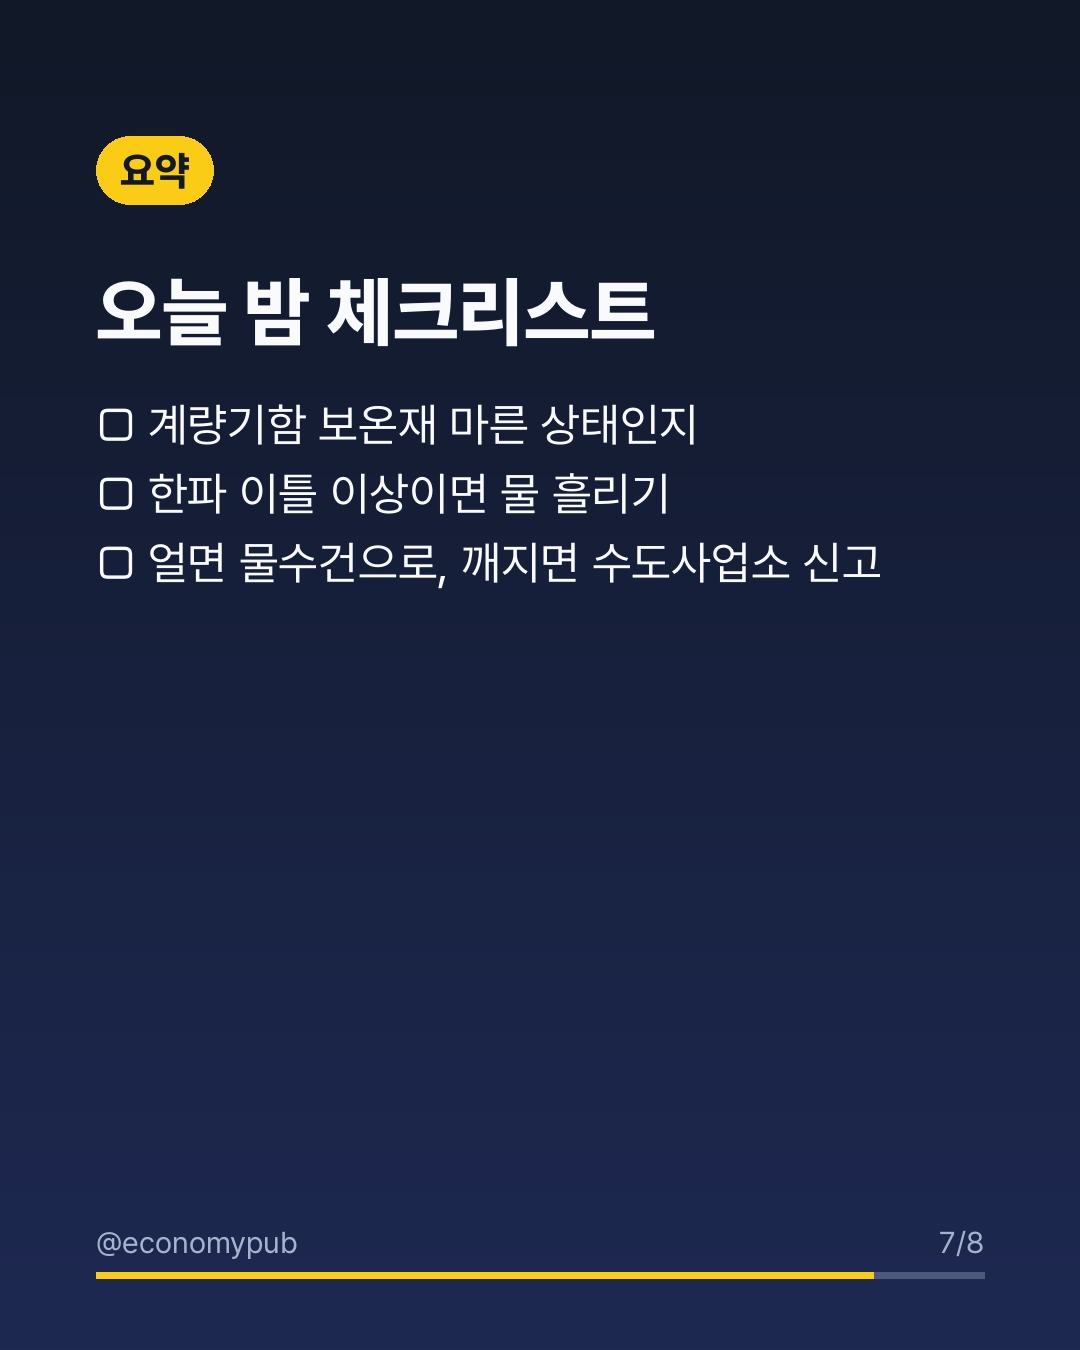 요약
오늘 밤 체크리스트
▢ 계량기함 보온재 마른 상태인지
▢ 한파 이틀 이상이면 물 흘리기
▢ 얼면 물수건으로, 깨지면 수도사업소 신고
@economypub
7/8